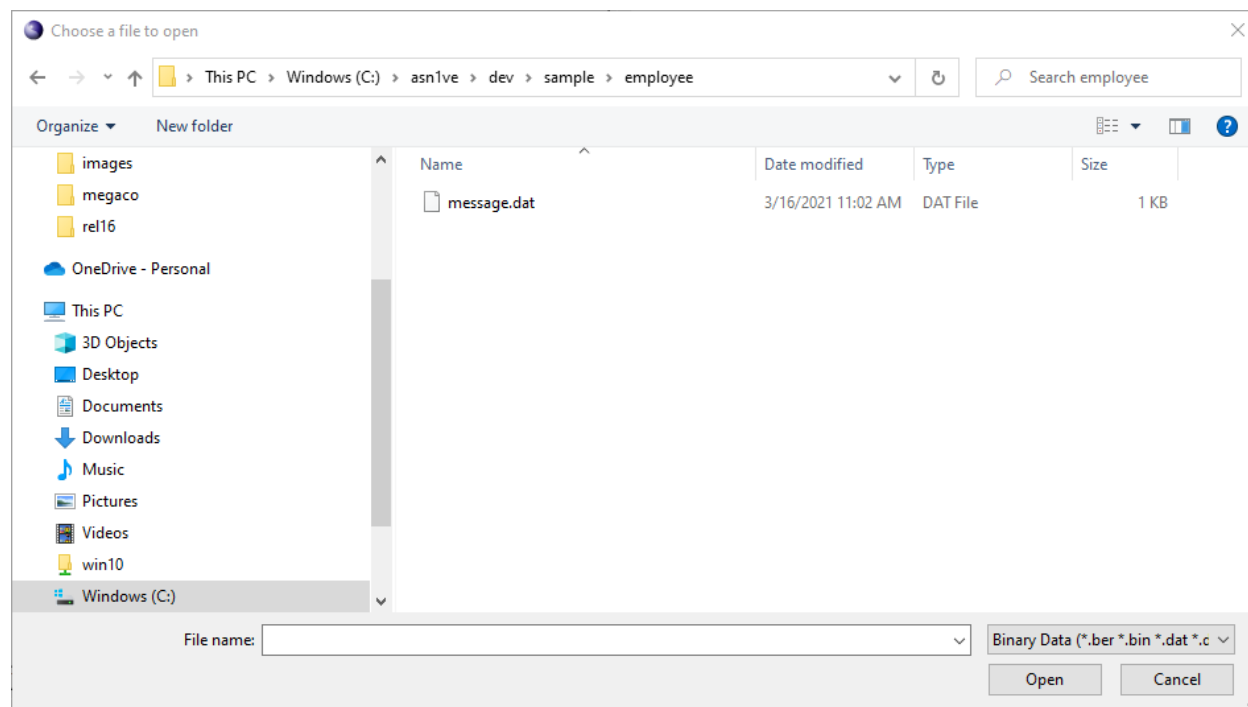 Choose a file to open
This PC > Windows (C:) > asn1ve > dev > sample > employee
Search employee
Organize
New folder
images
megaco
rel16
OneDrive - Personal
This PC
3D Objects
Desktop
Documents
Downloads
Music
Pictures
Videos
win10
Windows (C:)
Name Date modified Type Size
message.dat 3/16/2021 11:02 AM DAT File 1 KB
File name:
Binary Data (*.ber *.bin *.dat *.c
Open Cancel